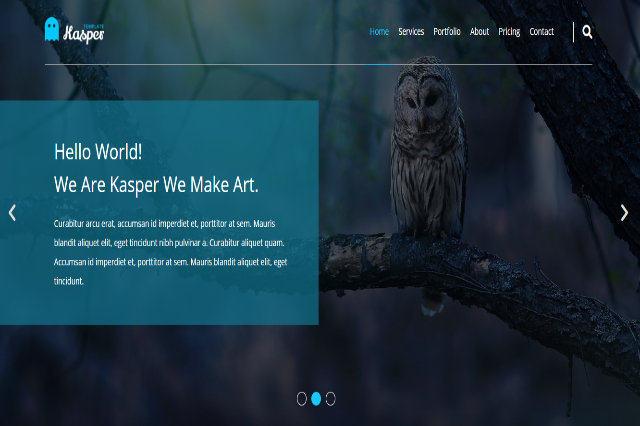 TEMPLATE
Kasper
Home Services Portfolio About Pricing Contact
Hello World!
We Are Kasper We Make Art.
Curabitur arcu erat, accumsan id imperdiet et, porttitor at sem. Mauris
blandit aliquet elit, eget tincidunt nibh pulvinar a. Curabitur aliquet quam.
Accumsan id imperdiet et, porttitor at sem. Mauris blandit aliquet elit, eget
tincidunt.